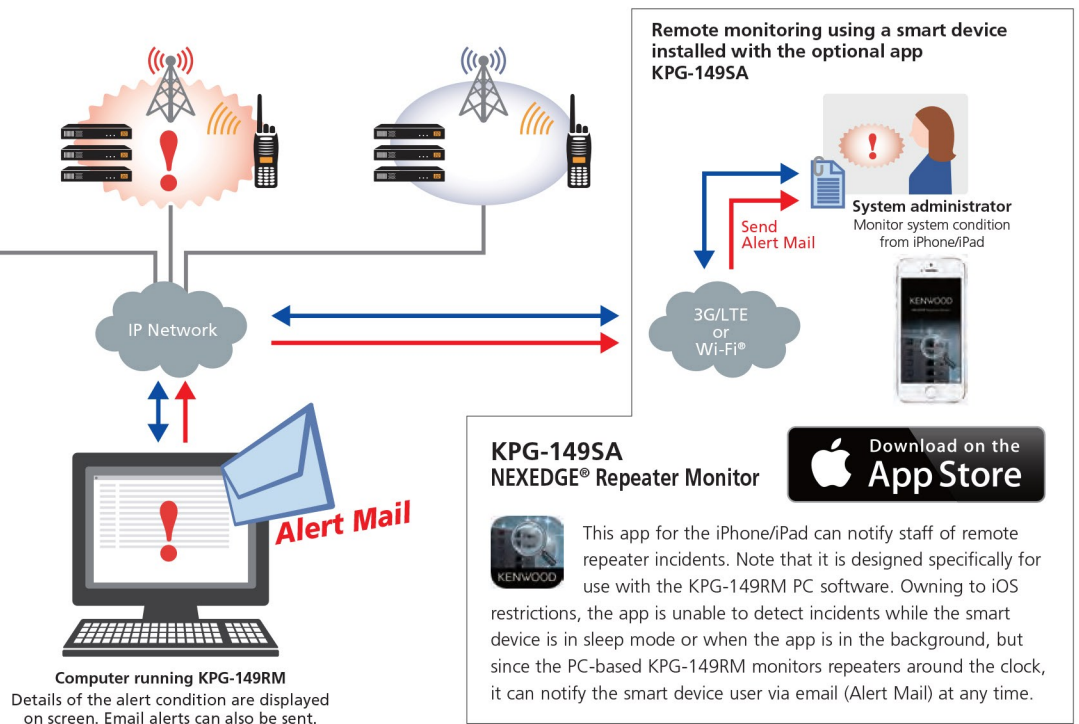 Remote monitoring using a smart device
installed with the optional app
KPG-149SA
System administrator
Monitor system condition
from iPhone/iPad
Send
Alert Mail
IP Network
3G/LTE
or
Wi-Fi®
KENWOOD
Alert Mail
Computer running KPG-149RM
Details of the alert condition are displayed
on screen. Email alerts can also be sent.
KPG-149SA
NEXEDGE® Repeater Monitor
Download on the
App Store
KENWOOD
This app for the iPhone/iPad can notify staff of remote
repeater incidents. Note that it is designed specifically for
use with the KPG-149RM PC software. Owning to iOS
restrictions, the app is unable to detect incidents while the smart
device is in sleep mode or when the app is in the background, but
since the PC-based KPG-149RM monitors repeaters around the clock,
it can notify the smart device user via email (Alert Mail) at any time.